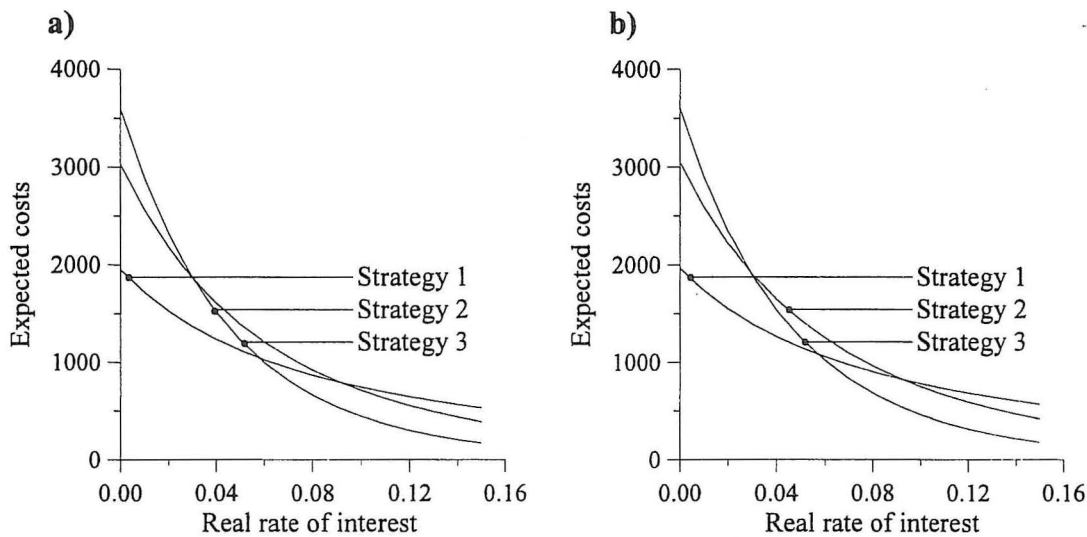 a)
4000
3000
2000
1000
0
Expected costs
Strategy 1
Strategy 2
Strategy 3
0.00 0.04 0.08 0.12 0.16
Real rate of interest
b)
4000
3000
2000
1000
0
Expected costs
Strategy 1
Strategy 2
Strategy 3
0.00 0.04 0.08 0.12 0.16
Real rate of interest